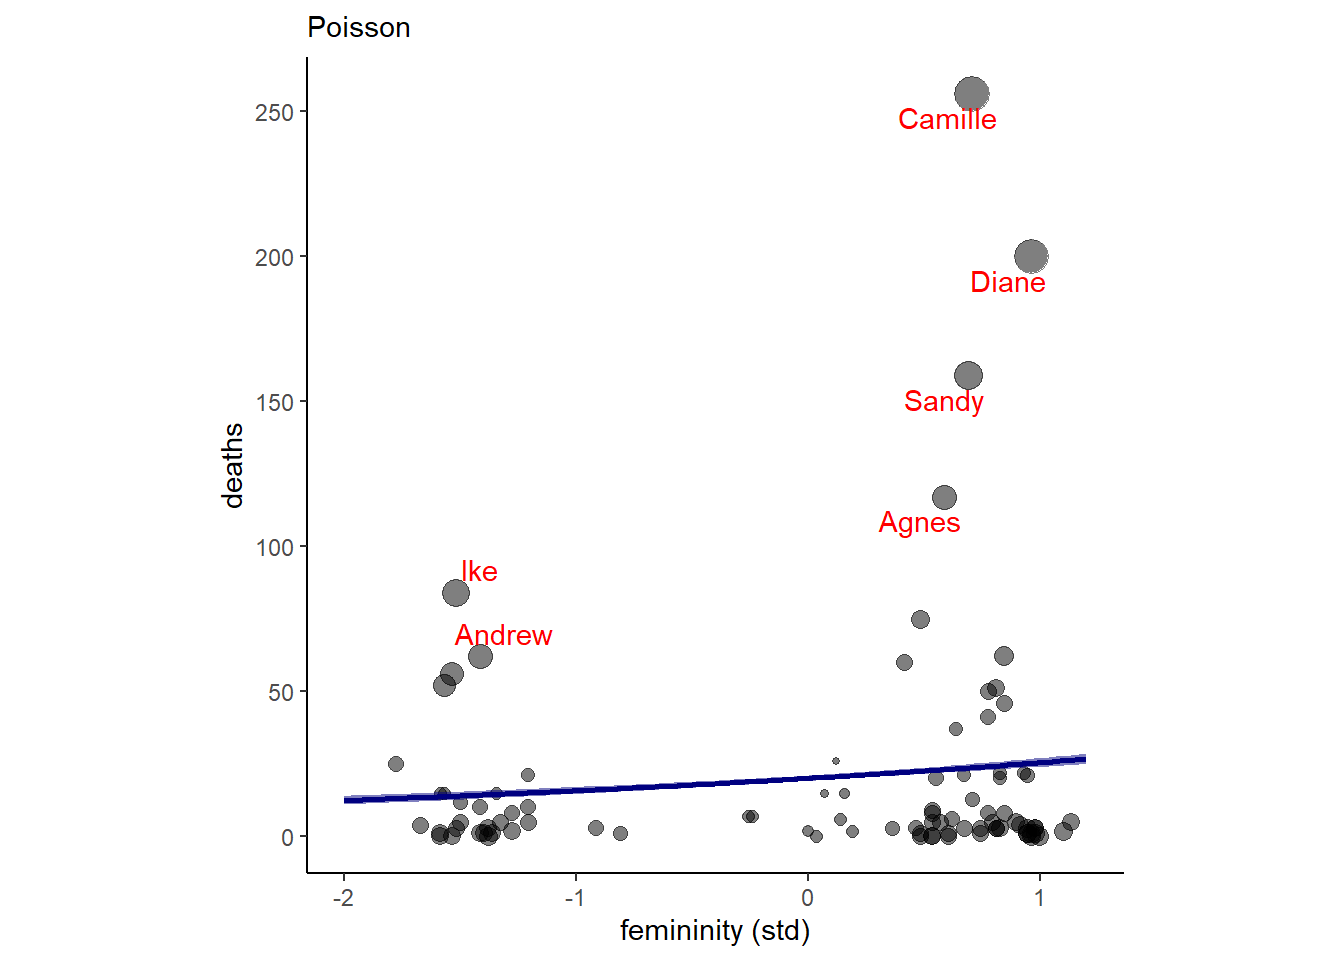 Poisson
250
200
150
100
50
0
deaths
Camille
Diane
Sandy
Agnes
Ike
Andrew
-2 -1 0 1
femininity (std)